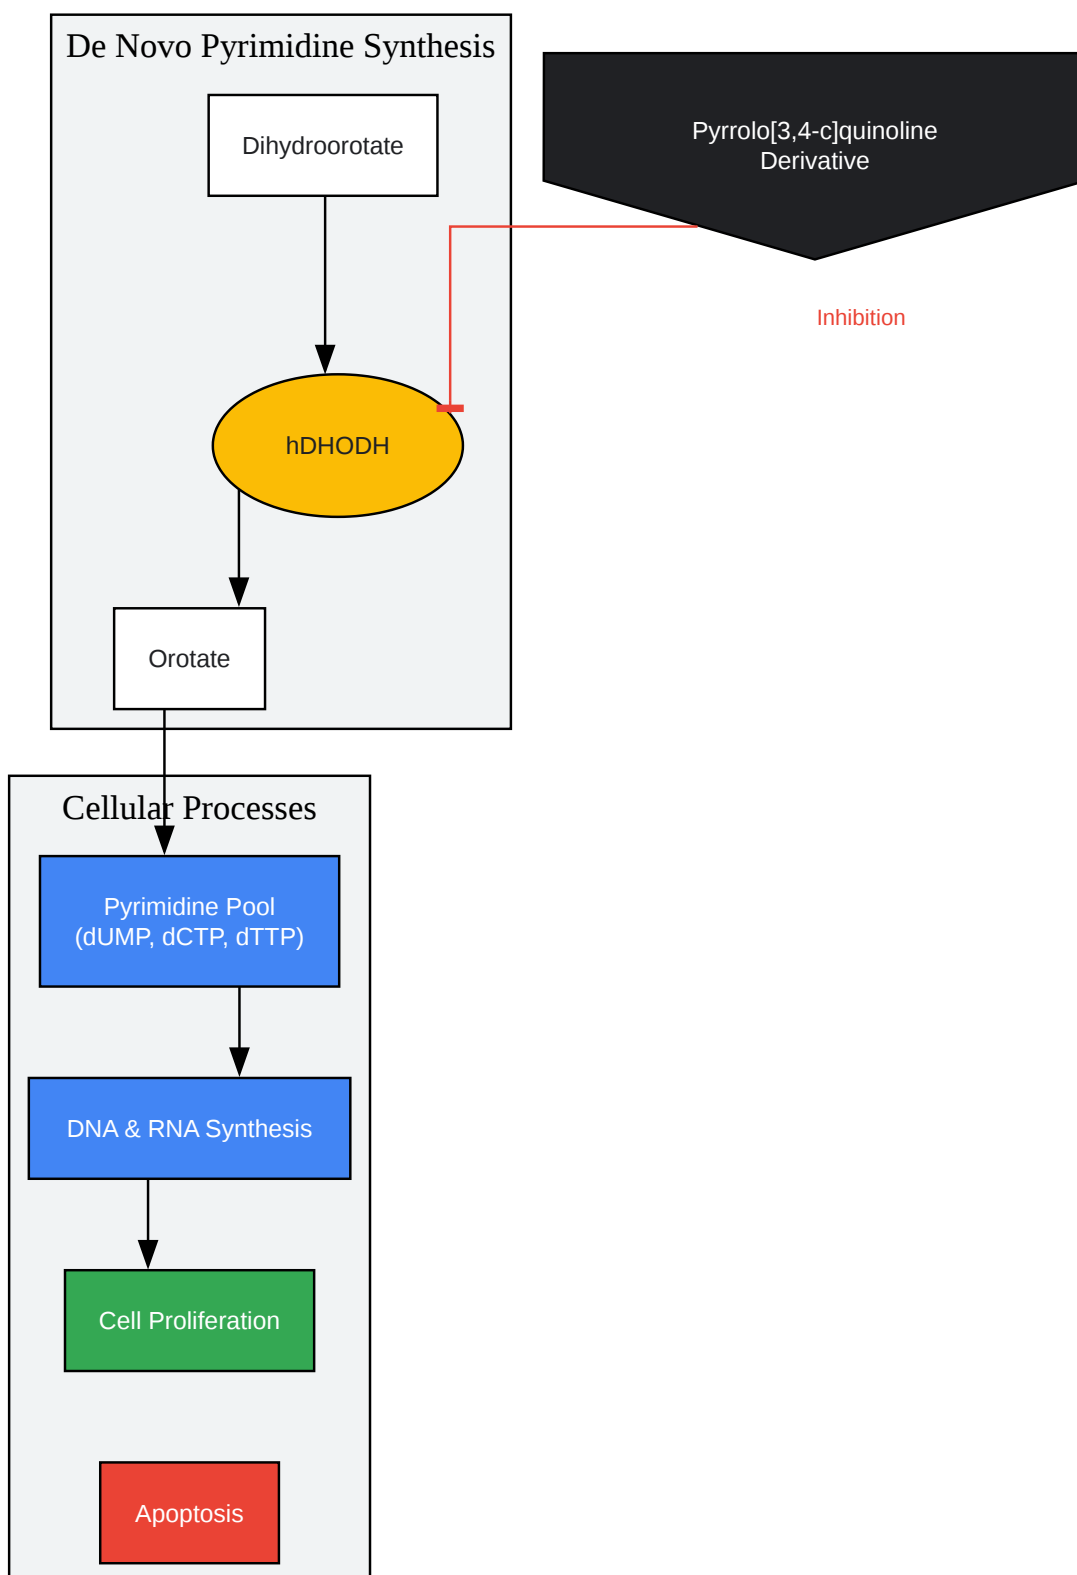 De Novo Pyrimidine Synthesis
Dihydroorotate
Pyrrolo[3,4-c]quinoline
Derivative
Inhibition
hDHODH
Orotate
Cellular Processes
Pyrimidine Pool
(dUMP, dCTP, dTTP)
DNA & RNA Synthesis
Cell Proliferation
Apoptosis